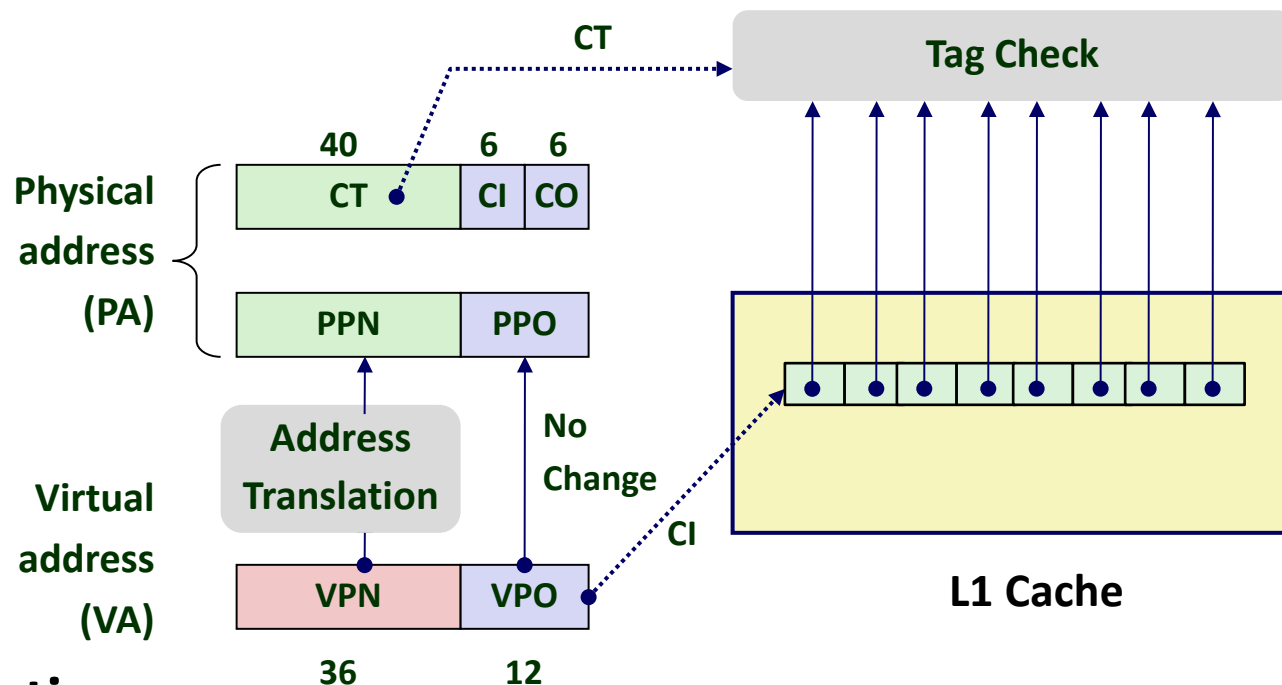 CT
Tag Check
40
6
6
Physical
address
(PA)
CT
CI
CO
PPN
PPO
Address
Translation
No
Change
CI
Virtual
address
(VA)
VPN
VPO
L1 Cache
36
12